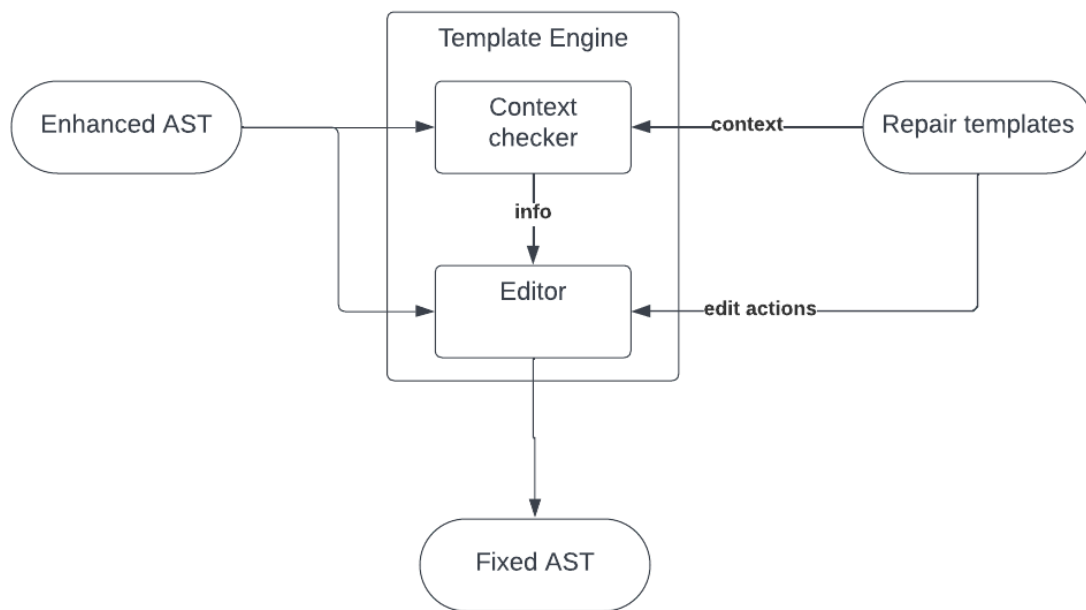 Template Engine
Enhanced AST
Context
checker
context
Repair templates
info
Editor
edit actions
Fixed AST